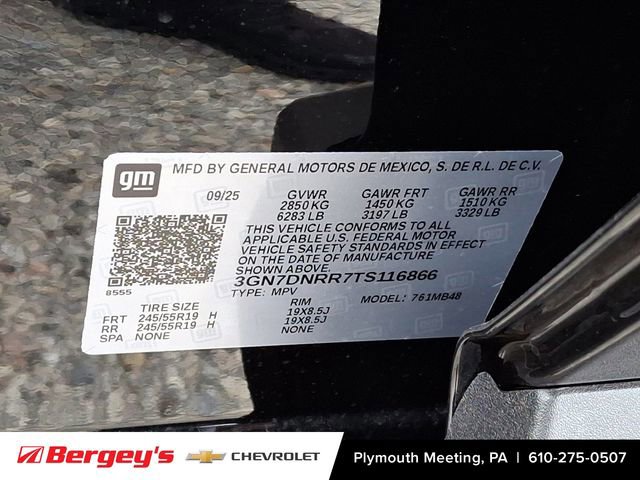 gm
MFD BY GENERAL MOTORS DE MEXICO, S. DE R.L. DE C.V.
09/25 GVWR GAWR FRT GAWR RR
2850 KG 1450 KG 1510 KG
6283 LB 3197 LB 3329 LB
THIS VEHICLE CONFORMS TO ALL
APPLICABLE U.S. FEDERAL MOTOR
VEHICLE SAFETY STANDARDS IN EFFECT ON
THE DATE OF MANUFACTURE SHOWN ABOVE.
3GN7DNRR7TS116866
8555 TYPE: MPV MODEL: 761MB48
TIRE SIZE RIM
FRT 245/55R19 H 19X8.5J
RR 245/55R19 H 19X8.5J
SPA NONE NONE
Bergey's CHEVROLET Plymouth Meeting, PA | 610-275-0507